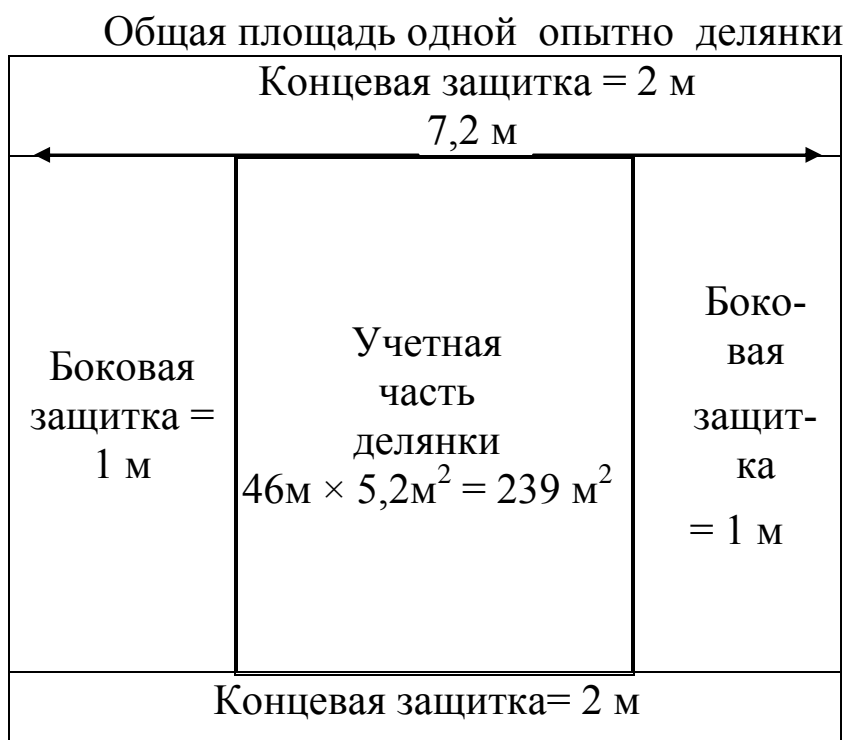 Общая площадь одной опытно делянки
Концевая защитка = 2 м
7,2 м
Боковая
защитка =
1 м
Учетная
часть
делянки
46м × 5,2м² = 239 м²
Боко-
вая
защит-
ка
= 1 м
Концевая защитка= 2 м